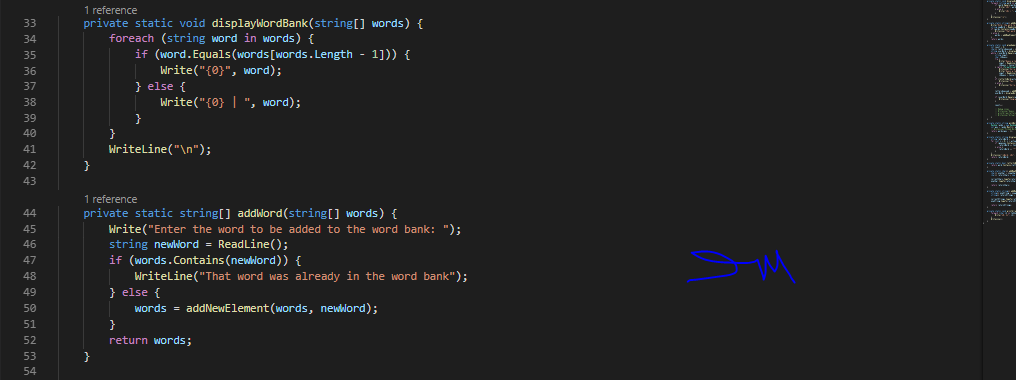 1 reference
33 private static void displayWordBank(string[] words) {
34 foreach (string word in words) {
35 if (word.Equals(words[words.Length - 1])) {
36 Write("{0}", word);
37 } else {
38 Write("{0} | ", word);
39 }
40 }
41 WriteLine("\n");
42 }
43
1 reference
44 private static string[] addWord(string[] words) {
45 Write("Enter the word to be added to the word bank: ");
46 string newWord = ReadLine();
47 if (words.Contains(newWord)) {
48 WriteLine("That word was already in the word bank");
49 } else {
50 words = addNewElement(words, newWord);
51 }
52 return words;
53 }
54